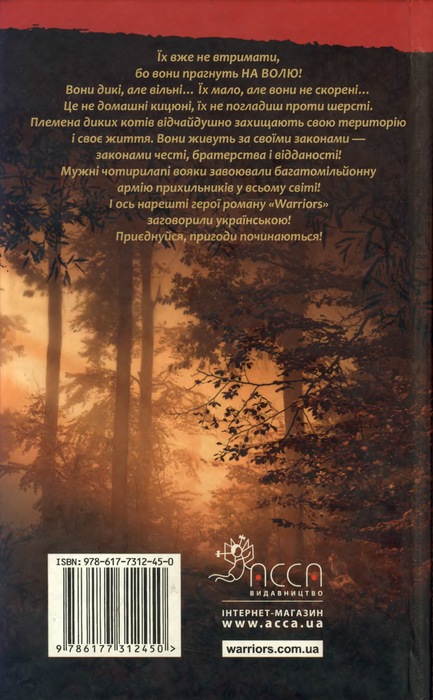 Їх вже не втримати,
бо вони прагнуть НА ВОЛЮ!
Вони дикі, але вільні... Їх мало, але вони не скорені...
Це не домашні кицюні, їх не погладиш проти шерсті.
Племена диких котів відчайдушно захищають свою територію
і своє життя. Вони живуть за своїми законами —
законами честі, братерства і відданості!
Мужні чотирилапі вояки завоювали багатомільйонну
армію прихильників у всьому світі!
І ось нарешті герої роману «Warriors»
заговорили українською!
Приєднуйся, пригоди починаються!
ISBN: 978-617-7312-45-0
9 786177 312450 >
АССА
ВИДАВНИЦТВО
ІНТЕРНЕТ-МАГАЗИН
www.acca.ua
warriors.com.ua